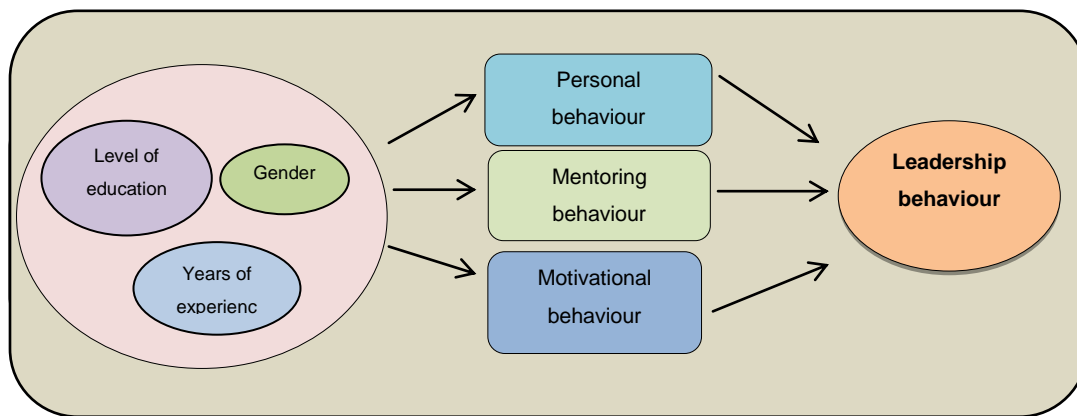 Level of
education
Gender
Years of
experienc
Personal
behaviour
Mentoring
behaviour
Motivational
behaviour
Leadership
behaviour